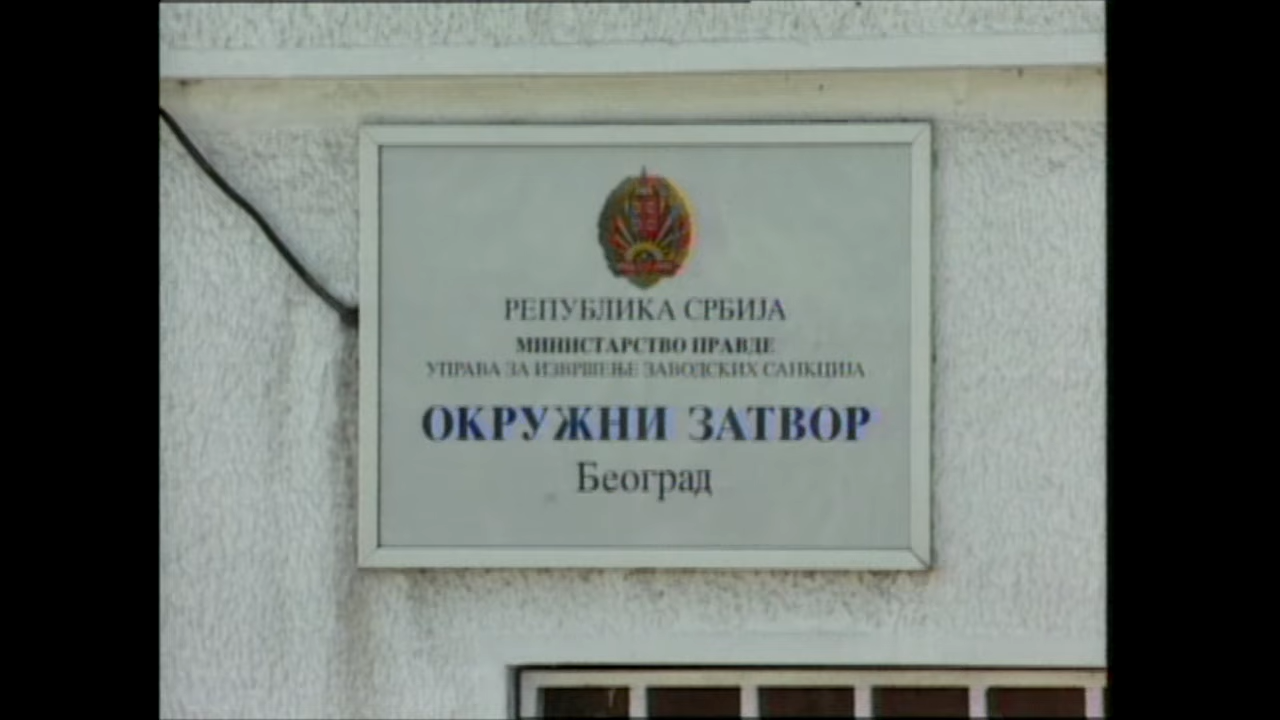 РЕПУБЛИКА СРБИЈА
МИНИСТАРСТВО ПРАВДЕ
УПРАВА ЗА ИЗВРШЕЊЕ ЗАВОДСКИХ САНКЦИЈА
ОКРУЖНИ ЗАТВОР
Београд